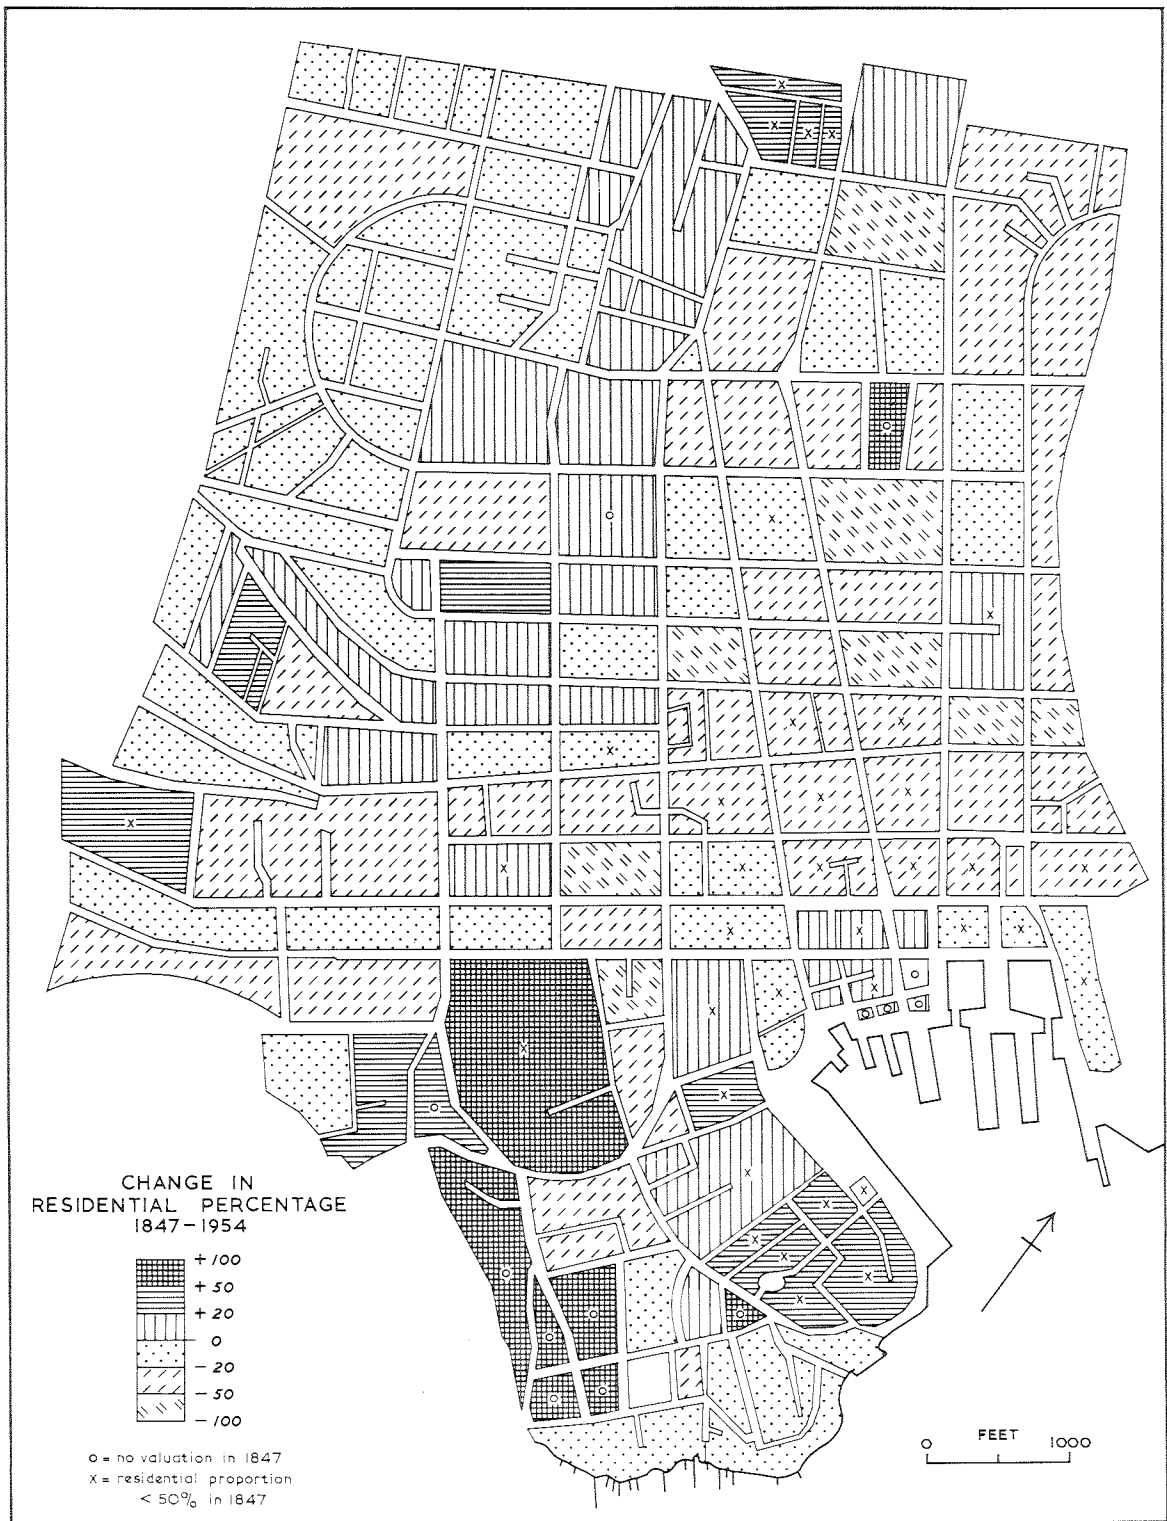 CHANGE IN
RESIDENTIAL PERCENTAGE
1847–1954
+ 100
+ 50
+ 20
0
– 20
– 50
– 100
o = no valuation in 1847
x = residential proportion
< 50% in 1847
FEET
0 1000